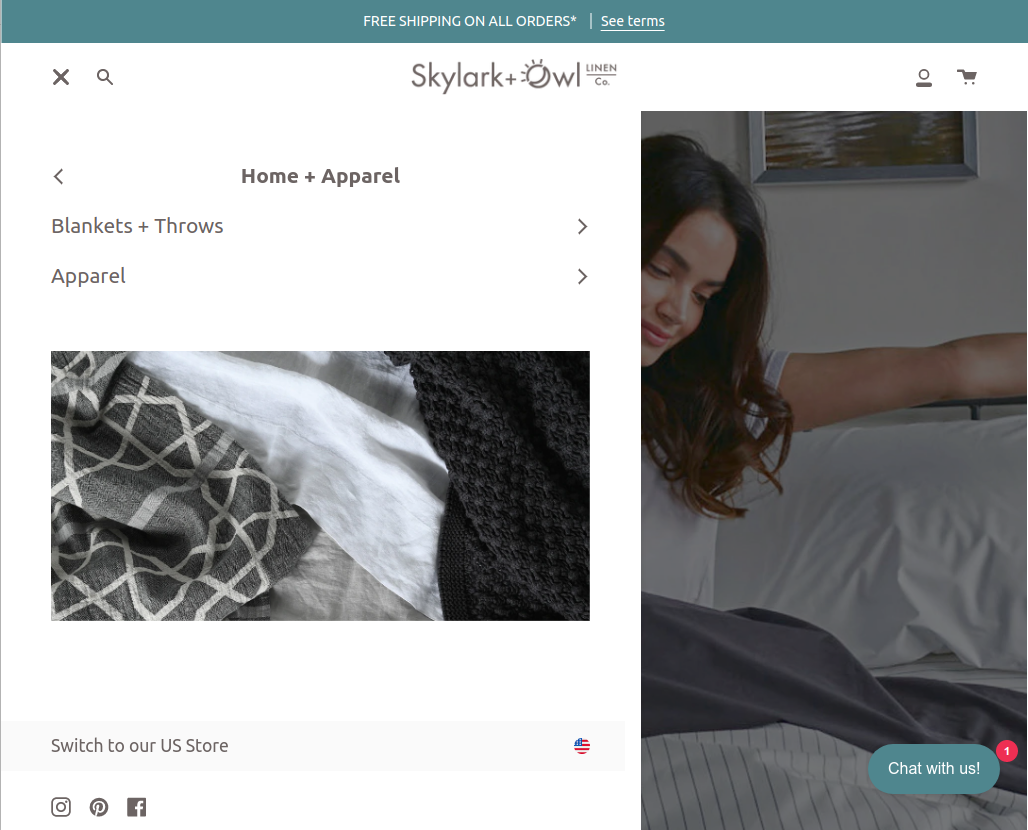 FREE SHIPPING ON ALL ORDERS* | See terms
Skylark+Owl LINEN Co.
Home + Apparel
Blankets + Throws
Apparel
Switch to our US Store
1
Chat with us!